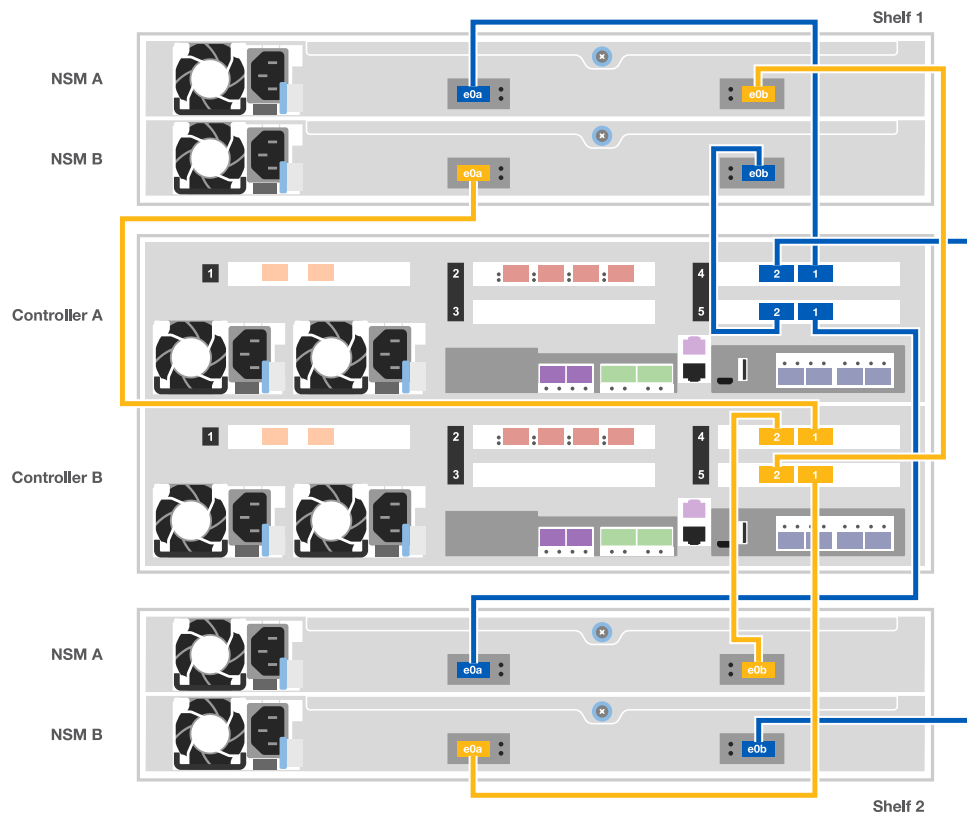 Shelf 1
NSM A
e0a
e0b
NSM B
e0a
e0b
Controller A
1
2
3
4
5
2 1
2 1
Controller B
1
2
3
4
5
2 1
2 1
NSM A
e0a
e0b
NSM B
e0a
e0b
Shelf 2